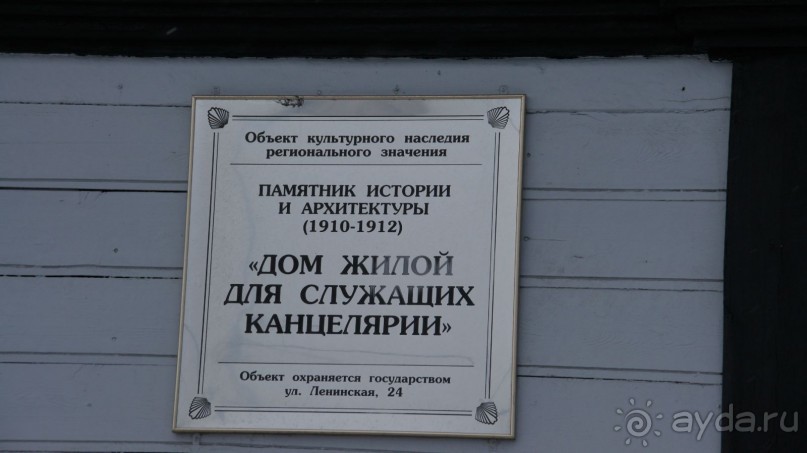 Объект культурного наследия
регионального значения
ПАМЯТНИК ИСТОРИИ
И АРХИТЕКТУРЫ
(1910-1912)
«ДОМ ЖИЛОЙ
ДЛЯ СЛУЖАЩИХ
КАНЦЕЛЯРИИ»
Объект охраняется государством
ул. Ленинская, 24
ayda.ru